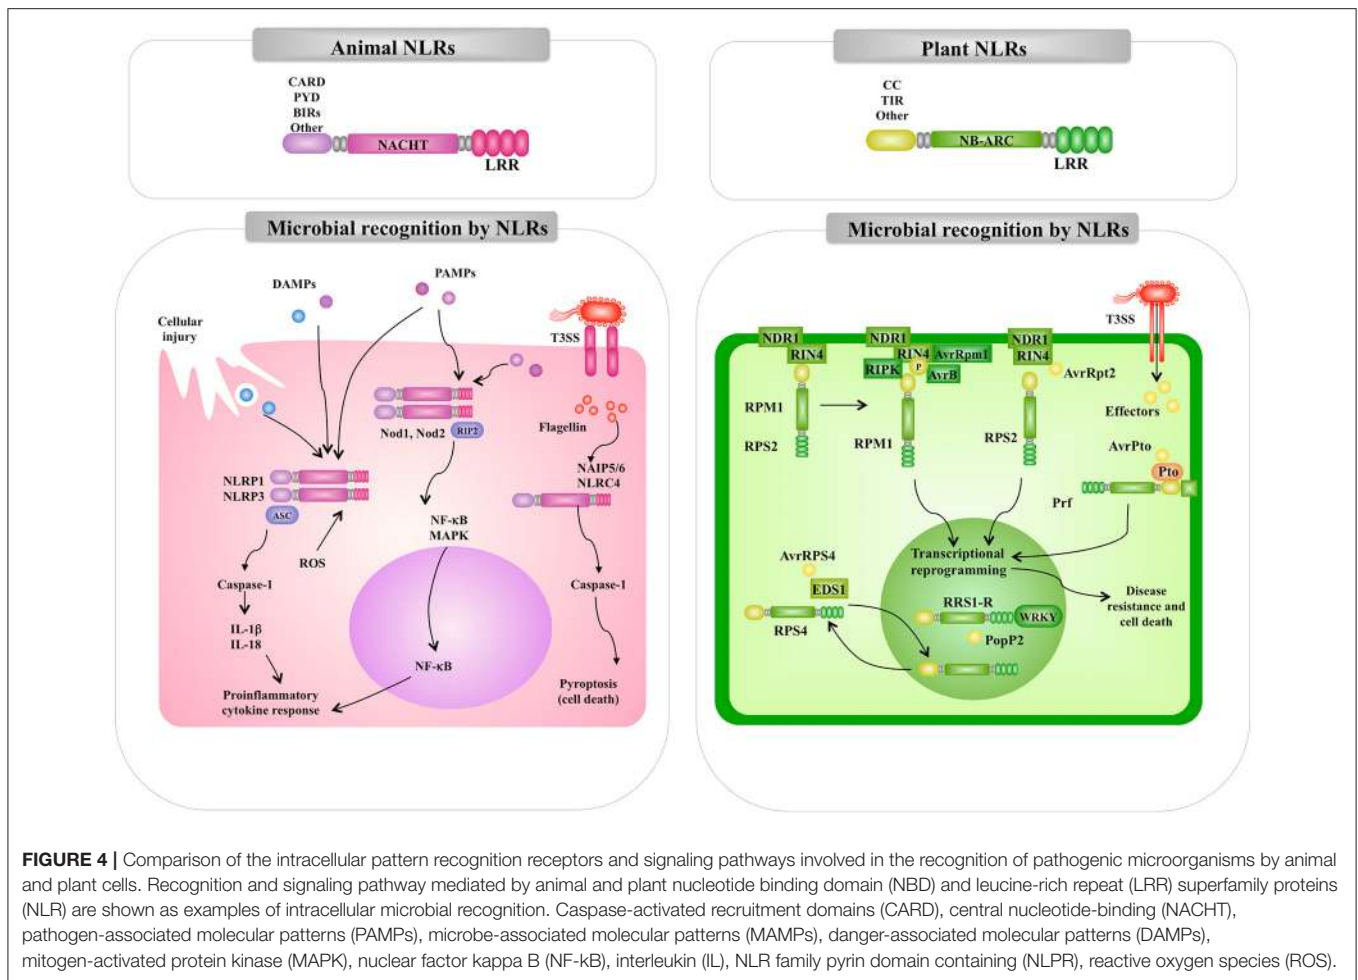 Animal NLRs
CARD
PYD
BIRs
Other
NACHT
LRR
Plant NLRs
CC
TIR
Other
NB-ARC
LRR
Microbial recognition by NLRs
DAMPs
PAMPs
Cellular
injury
T3SS
Flagellin
Nod1, Nod2
RIP2
NAIP5/6
NLRC4
NLRP1
NLRP3
ASC
ROS
NF-κB
MAPK
Caspase-1
Caspase-1
IL-1β
IL-18
NF-κB
Proinflammatory
cytokine response
Pyroptosis
(cell death)
Microbial recognition by NLRs
T3SS
NDR1
RIN4
NDR1
RIN4
AvrRpm1
RIPK
P
AvrB
NDR1
RIN4
AvrRpt2
Effectors
RPM1
RPS2
RPM1
RPS2
AvrPto
Pto
Prf
Transcriptional
reprogramming
AvrRPS4
EDS1
RPS4
RRS1-R
WRKY
PopP2
Disease
resistance and
cell death
FIGURE 4 | Comparison of the intracellular pattern recognition receptors and signaling pathways involved in the recognition of pathogenic microorganisms by animal
and plant cells. Recognition and signaling pathway mediated by animal and plant nucleotide binding domain (NBD) and leucine-rich repeat (LRR) superfamily proteins
(NLR) are shown as examples of intracellular microbial recognition. Caspase-activated recruitment domains (CARD), central nucleotide-binding (NACHT),
pathogen-associated molecular patterns (PAMPs), microbe-associated molecular patterns (MAMPs), danger-associated molecular patterns (DAMPs),
mitogen-activated protein kinase (MAPK), nuclear factor kappa B (NF-kB), interleukin (IL), NLR family pyrin domain containing (NLPR), reactive oxygen species (ROS).